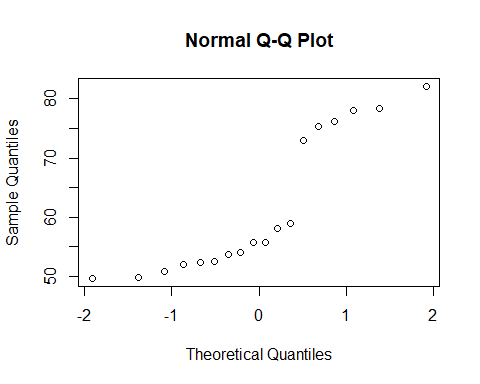 Normal Q-Q Plot
Sample Quantiles
80
70
60
50
-2 -1 0 1 2
Theoretical Quantiles